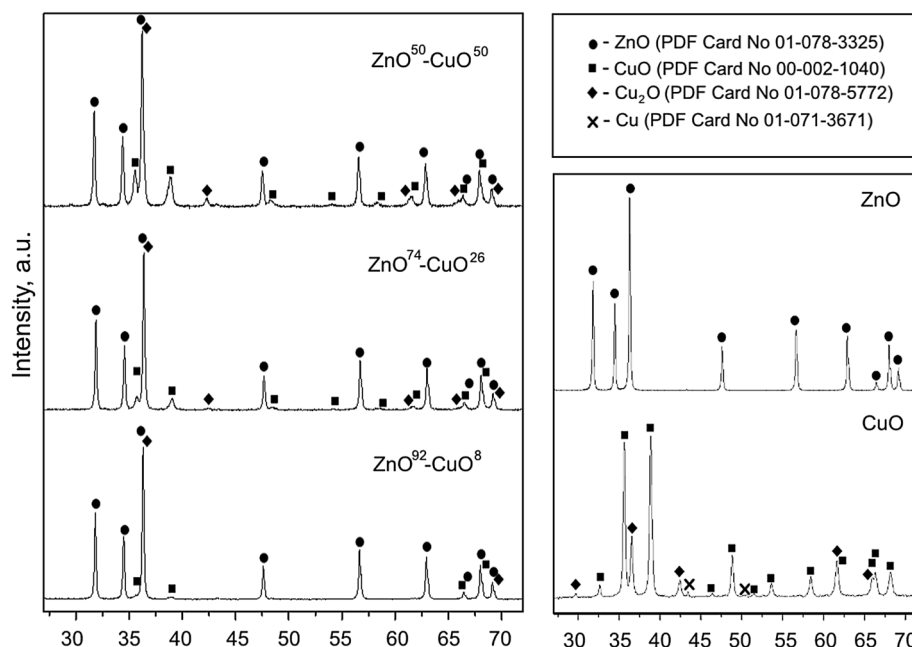 Intensity, a.u.
ZnO⁵⁰-CuO⁵⁰
ZnO⁷⁴-CuO²⁶
ZnO⁹²-CuO⁸
30 35 40 45 50 55 60 65 70
● - ZnO (PDF Card No 01-078-3325)
■ - CuO (PDF Card No 00-002-1040)
◆ - Cu₂O (PDF Card No 01-078-5772)
× - Cu (PDF Card No 01-071-3671)
ZnO
CuO
30 35 40 45 50 55 60 65 70